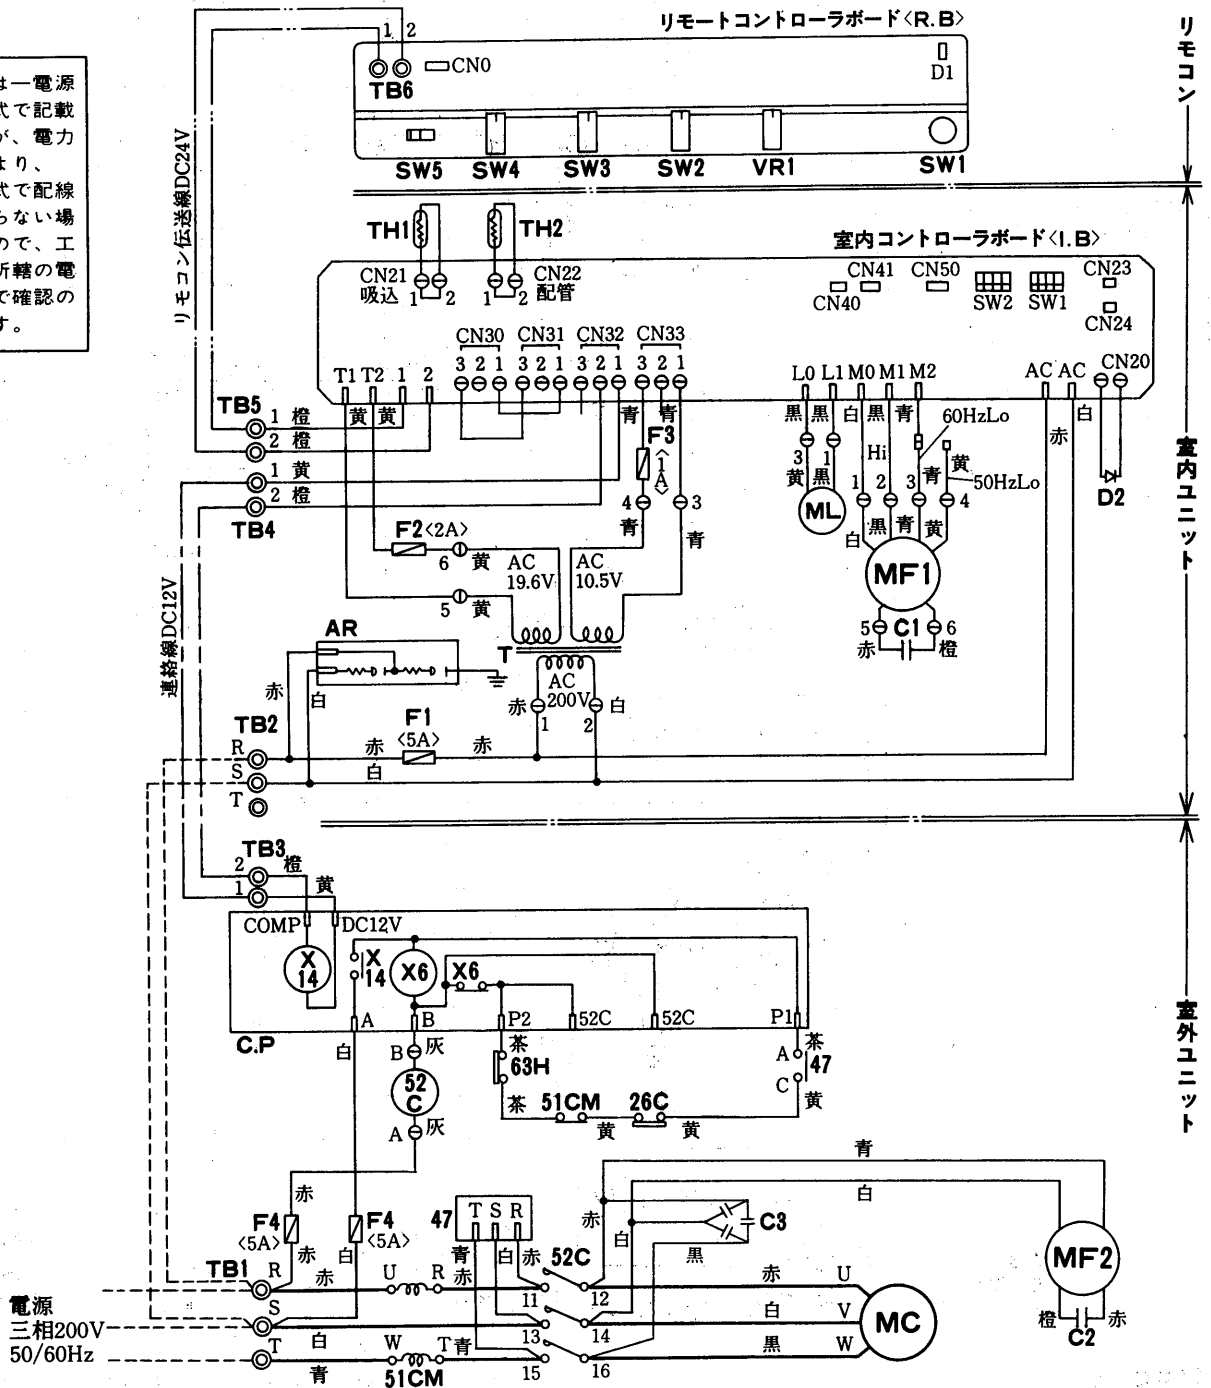 リモートコントローラボード〈R.B〉
リモコン
1 2
CN0
D1
TB6
SW5 SW4 SW3 SW2 VR1 SW1
は一電源
式で記載
が、電力
より、
式で配線
らない場
ので、工
所轄の電
で確認の
す。
リモコン伝送線DC24V
TH1 TH2
室内コントローラボード〈I.B〉
CN21 吸込 1 2
1 2 CN22 配管
CN40 CN41 CN50 SW2 SW1 CN23
CN24
CN30 CN31 CN32 CN33
3 2 1 3 2 1 3 2 1 3 2 1
T1 T2 1 2
L0 L1 M0 M1 M2
AC AC CN20
TB5
1 橙 黄 黄
2 橙
1 黄
2 橙
TB4
青 青
F3 〈1A〉
4 3
青 青
黒 黒 白 黒 青 60HzLo
3 1 Hi
黄 黒
青 黄 50HzLo
1 2 3 4
白 黒 青 黄
赤 白
D2
ML
MF1
5 C1 6
赤 橙
室内ユニット
F2〈2A〉
6 黄
5 黄
AC 19.6V
AC 10.5V
T
AC 200V
赤 1 2 白
連絡線DC12V
AR
赤 白
TB2
R
S
T
F1
〈5A〉
赤 赤
白
TB3
2 橙
1 黄
COMP DC12V
X14
X14
X6
X6
A B P2 52C 52C P1
C.P
白
B 灰
52C
A 灰
茶
63H
茶
51CM 26C
黄 黄
茶
A
47
C
黄
室外ユニット
青
白
赤
F4
〈5A〉
赤
F4
〈5A〉
白
47
T S R
青 白 赤
52C
赤
白
黒
C3
MF2
橙 C2 赤
TB1
R 赤 U R 赤 11 12 赤 U
S 白 13 14 白 V
T 青 W T 青 15 16 黒 W
51CM
MC
電源
三相200V
50/60Hz